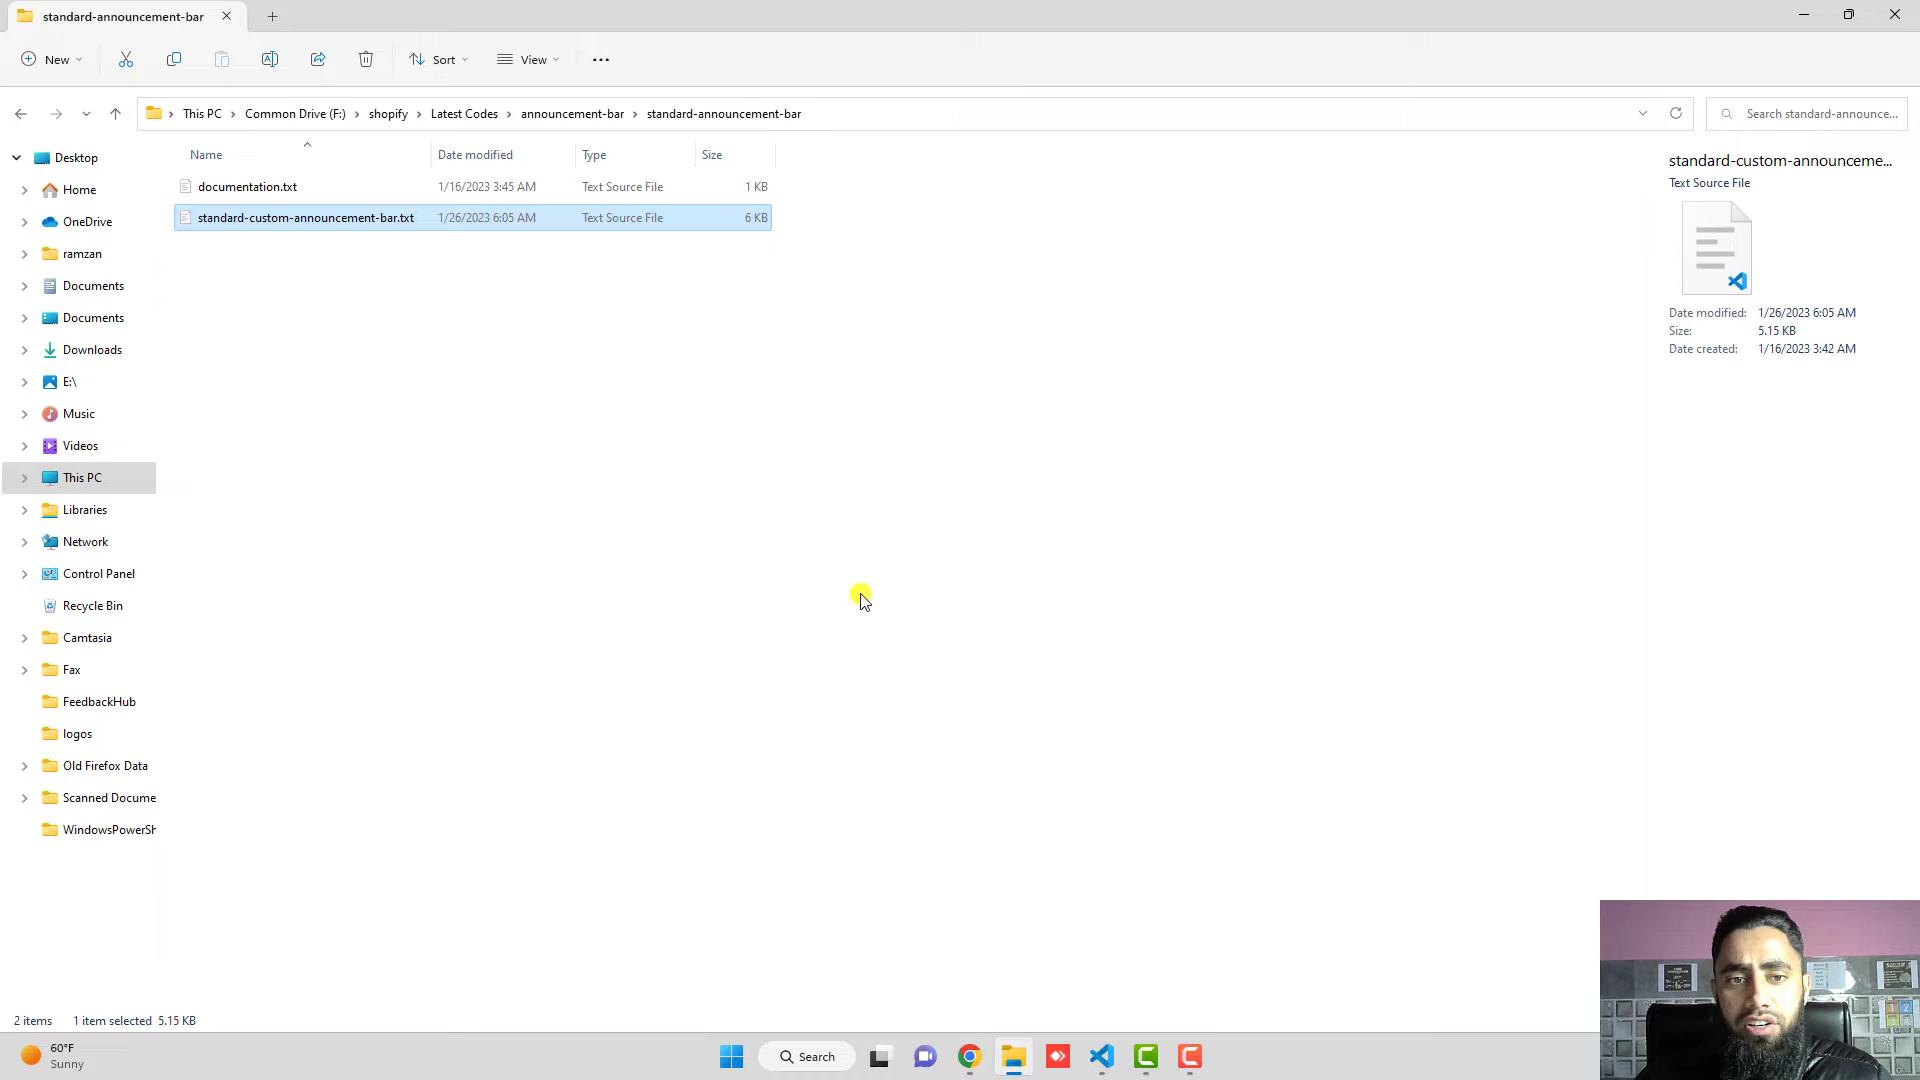 standard-announcement-bar
New
Sort
View
This PC
Common Drive (F:)
shopify
Latest Codes
announcement-bar
standard-announcement-bar
Search standard-announce...
Name
Date modified
Type
Size
documentation.txt
1/16/2023 3:45 AM
Text Source File
1 KB
standard-custom-announcement-bar.txt
1/26/2023 6:05 AM
Text Source File
6 KB
Desktop
Home
OneDrive
ramzan
Documents
Documents
Downloads
E:\
Music
Videos
This PC
Libraries
Network
Control Panel
Recycle Bin
Camtasia
Fax
FeedbackHub
logos
Old Firefox Data
Scanned Docume
WindowsPowerSh
standard-custom-announceme...
Text Source File
Date modified: 1/26/2023 6:05 AM
Size: 5.15 KB
Date created: 1/16/2023 3:42 AM
2 items
1 item selected 5.15 KB
60°F
Sunny
Search